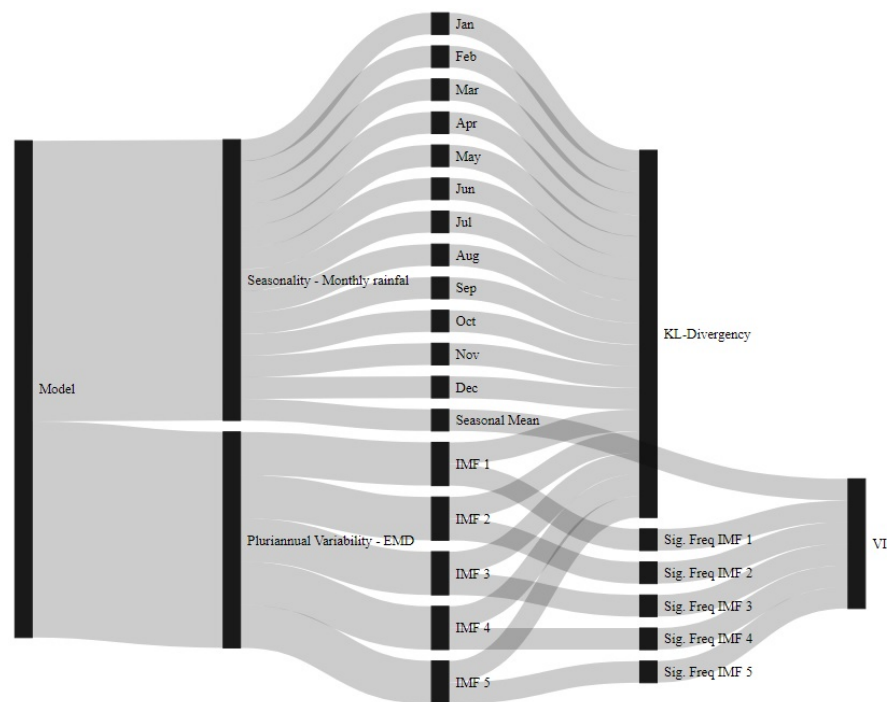 Model
Seasonality - Monthly rainfal
Pluriannual Variability - EMD
Jan
Feb
Mar
Apr
May
Jun
Jul
Aug
Sep
Oct
Nov
Dec
Seasonal Mean
IMF 1
IMF 2
IMF 3
IMF 4
IMF 5
KL-Divergency
Sig. Freq IMF 1
Sig. Freq IMF 2
Sig. Freq IMF 3
Sig. Freq IMF 4
Sig. Freq IMF 5
VI